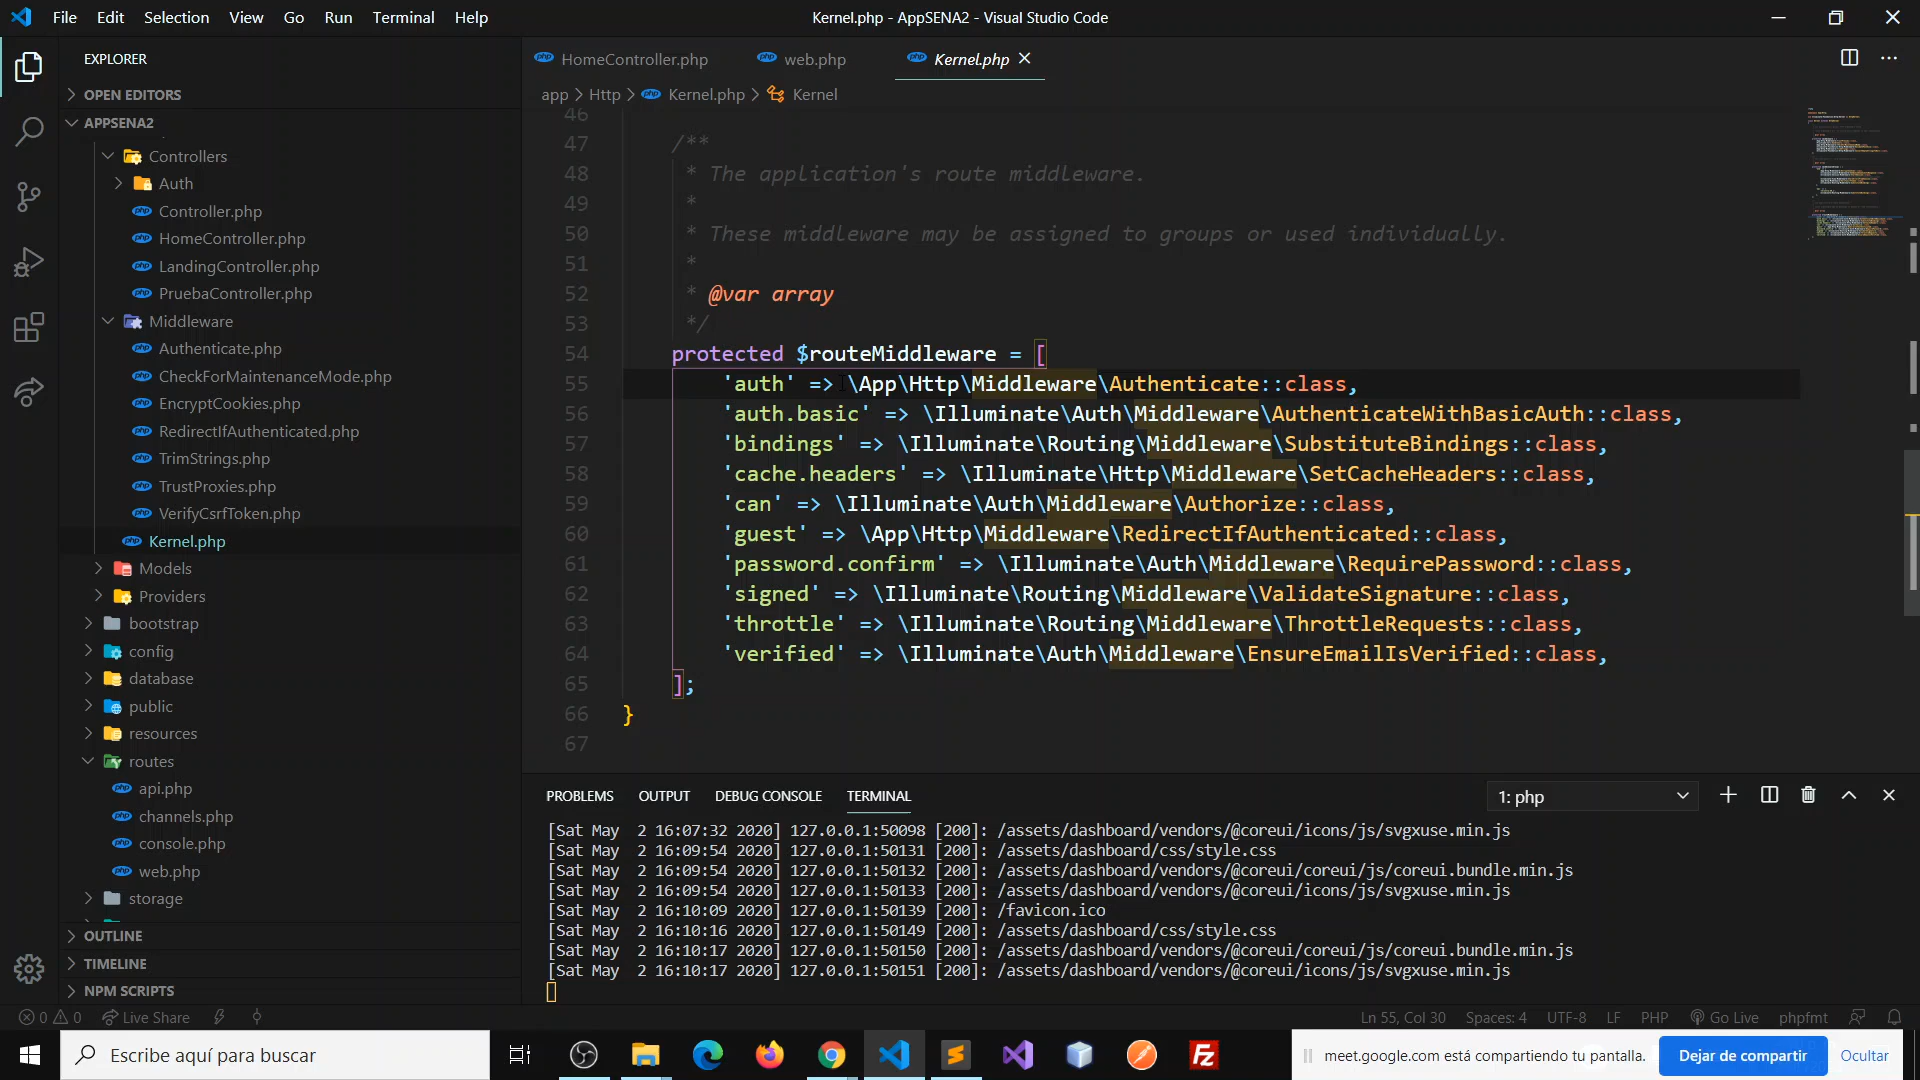 File Edit Selection View Go Run Terminal Help
Kernel.php - AppSENA2 - Visual Studio Code
EXPLORER
OPEN EDITORS
APPSENA2
Controllers
Auth
Controller.php
HomeController.php
LandingController.php
PruebaController.php
Middleware
Authenticate.php
CheckForMaintenanceMode.php
EncryptCookies.php
RedirectIfAuthenticated.php
TrimStrings.php
TrustProxies.php
VerifyCsrfToken.php
Kernel.php
Models
Providers
bootstrap
config
database
public
resources
routes
api.php
channels.php
console.php
web.php
storage
OUTLINE
TIMELINE
NPM SCRIPTS
HomeController.php web.php Kernel.php
app > Http > Kernel.php > Kernel
46
47 /**
48 * The application's route middleware.
49 *
50 * These middleware may be assigned to groups or used individually.
51 *
52 * @var array
53 */
54 protected $routeMiddleware = [
55 'auth' => \App\Http\Middleware\Authenticate::class,
56 'auth.basic' => \Illuminate\Auth\Middleware\AuthenticateWithBasicAuth::class,
57 'bindings' => \Illuminate\Routing\Middleware\SubstituteBindings::class,
58 'cache.headers' => \Illuminate\Http\Middleware\SetCacheHeaders::class,
59 'can' => \Illuminate\Auth\Middleware\Authorize::class,
60 'guest' => \App\Http\Middleware\RedirectIfAuthenticated::class,
61 'password.confirm' => \Illuminate\Auth\Middleware\RequirePassword::class,
62 'signed' => \Illuminate\Routing\Middleware\ValidateSignature::class,
63 'throttle' => \Illuminate\Routing\Middleware\ThrottleRequests::class,
64 'verified' => \Illuminate\Auth\Middleware\EnsureEmailIsVerified::class,
65 ];
66 }
67
PROBLEMS OUTPUT DEBUG CONSOLE TERMINAL
1: php
[Sat May  2 16:07:32 2020] 127.0.0.1:50098 [200]: /assets/dashboard/vendors/@coreui/icons/js/svgxuse.min.js
[Sat May  2 16:09:54 2020] 127.0.0.1:50131 [200]: /assets/dashboard/css/style.css
[Sat May  2 16:09:54 2020] 127.0.0.1:50132 [200]: /assets/dashboard/vendors/@coreui/coreui/js/coreui.bundle.min.js
[Sat May  2 16:09:54 2020] 127.0.0.1:50133 [200]: /assets/dashboard/vendors/@coreui/icons/js/svgxuse.min.js
[Sat May  2 16:10:09 2020] 127.0.0.1:50139 [200]: /favicon.ico
[Sat May  2 16:10:16 2020] 127.0.0.1:50149 [200]: /assets/dashboard/css/style.css
[Sat May  2 16:10:17 2020] 127.0.0.1:50150 [200]: /assets/dashboard/vendors/@coreui/coreui/js/coreui.bundle.min.js
[Sat May  2 16:10:17 2020] 127.0.0.1:50151 [200]: /assets/dashboard/vendors/@coreui/icons/js/svgxuse.min.js
0 0 Live Share
Ln 55, Col 30 Spaces: 4 UTF-8 LF PHP Go Live phpfmt
Escribe aquí para buscar
meet.google.com está compartiendo tu pantalla. Dejar de compartir Ocultar